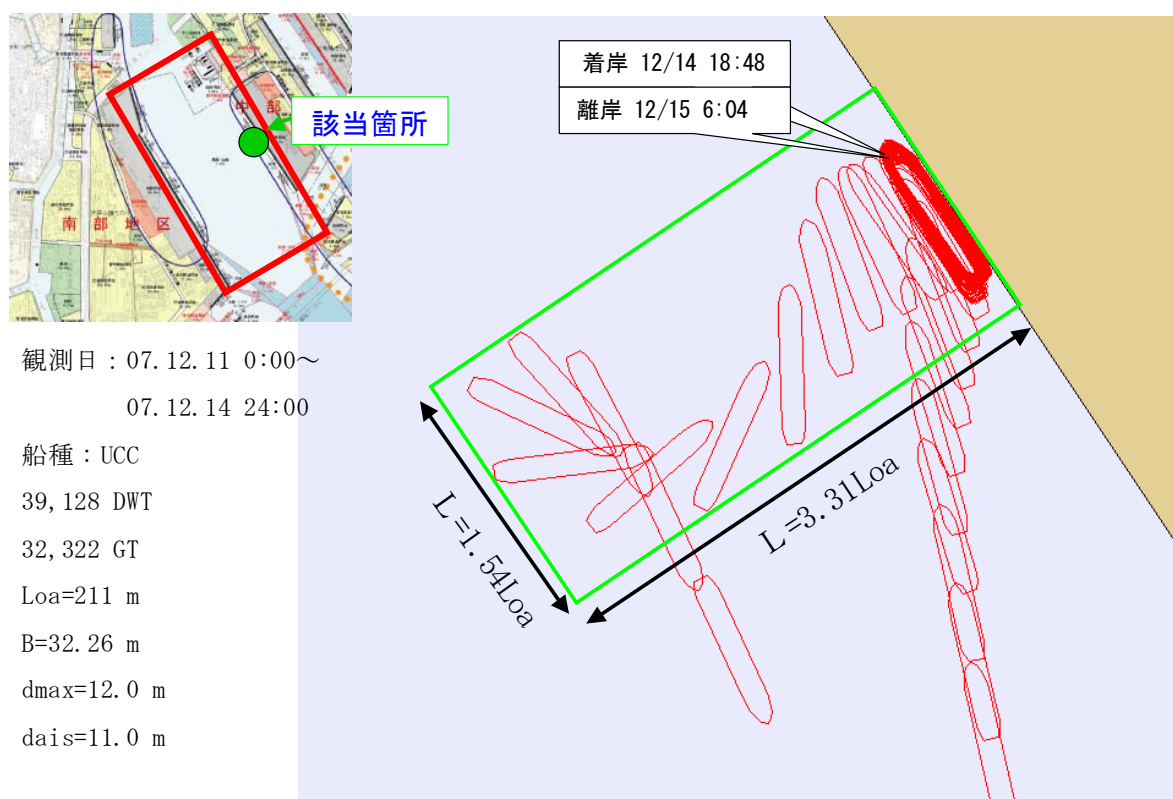 中 部
該当箇所
南 部 地 区
着岸 12/14 18:48
離岸 12/15 6:04
観測日：07.12.11 0:00～
07.12.14 24:00
船種：UCC
39,128 DWT
32,322 GT
Loa=211 m
B=32.26 m
dmax=12.0 m
dais=11.0 m
L=1.54Loa
L=3.31Loa